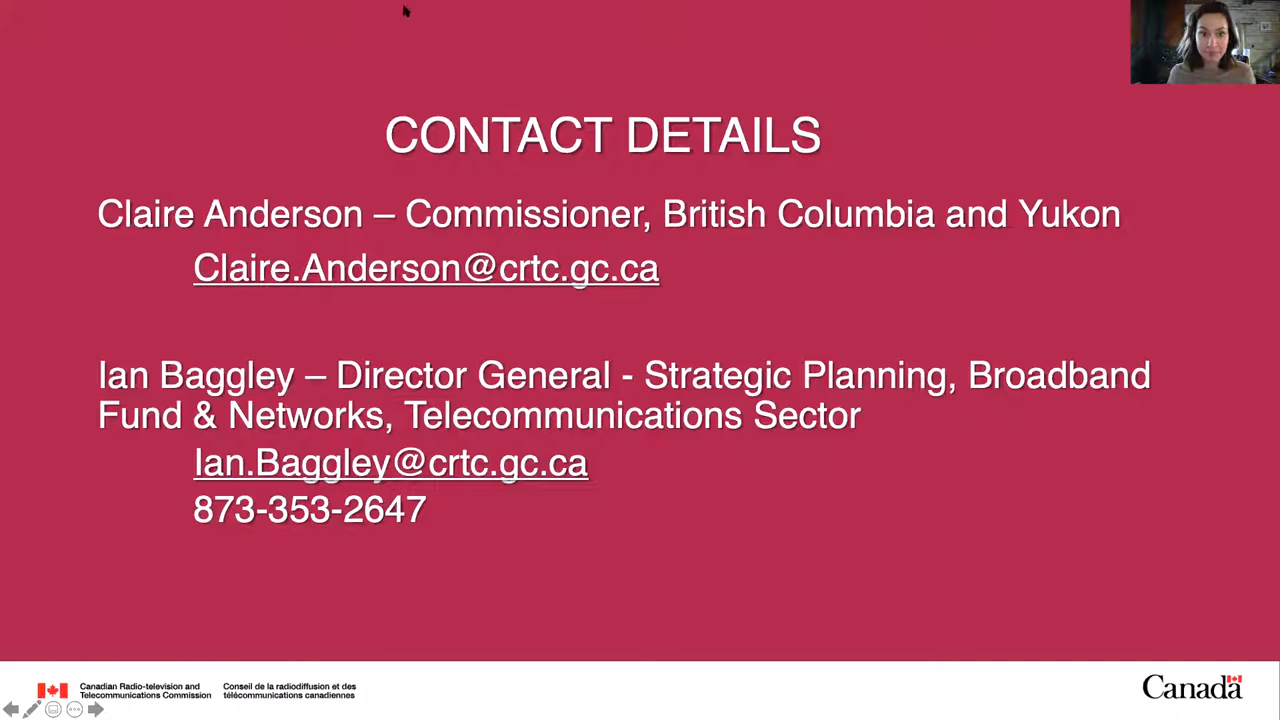 CONTACT DETAILS
Claire Anderson – Commissioner, British Columbia and Yukon
Claire.Anderson@crtc.gc.ca
Ian Baggley – Director General - Strategic Planning, Broadband
Fund & Networks, Telecommunications Sector
Ian.Baggley@crtc.gc.ca
873-353-2647
Canadian Radio-television and
Telecommunications Commission
Conseil de la radiodiffusion et des
télécommunications canadiennes
Canada